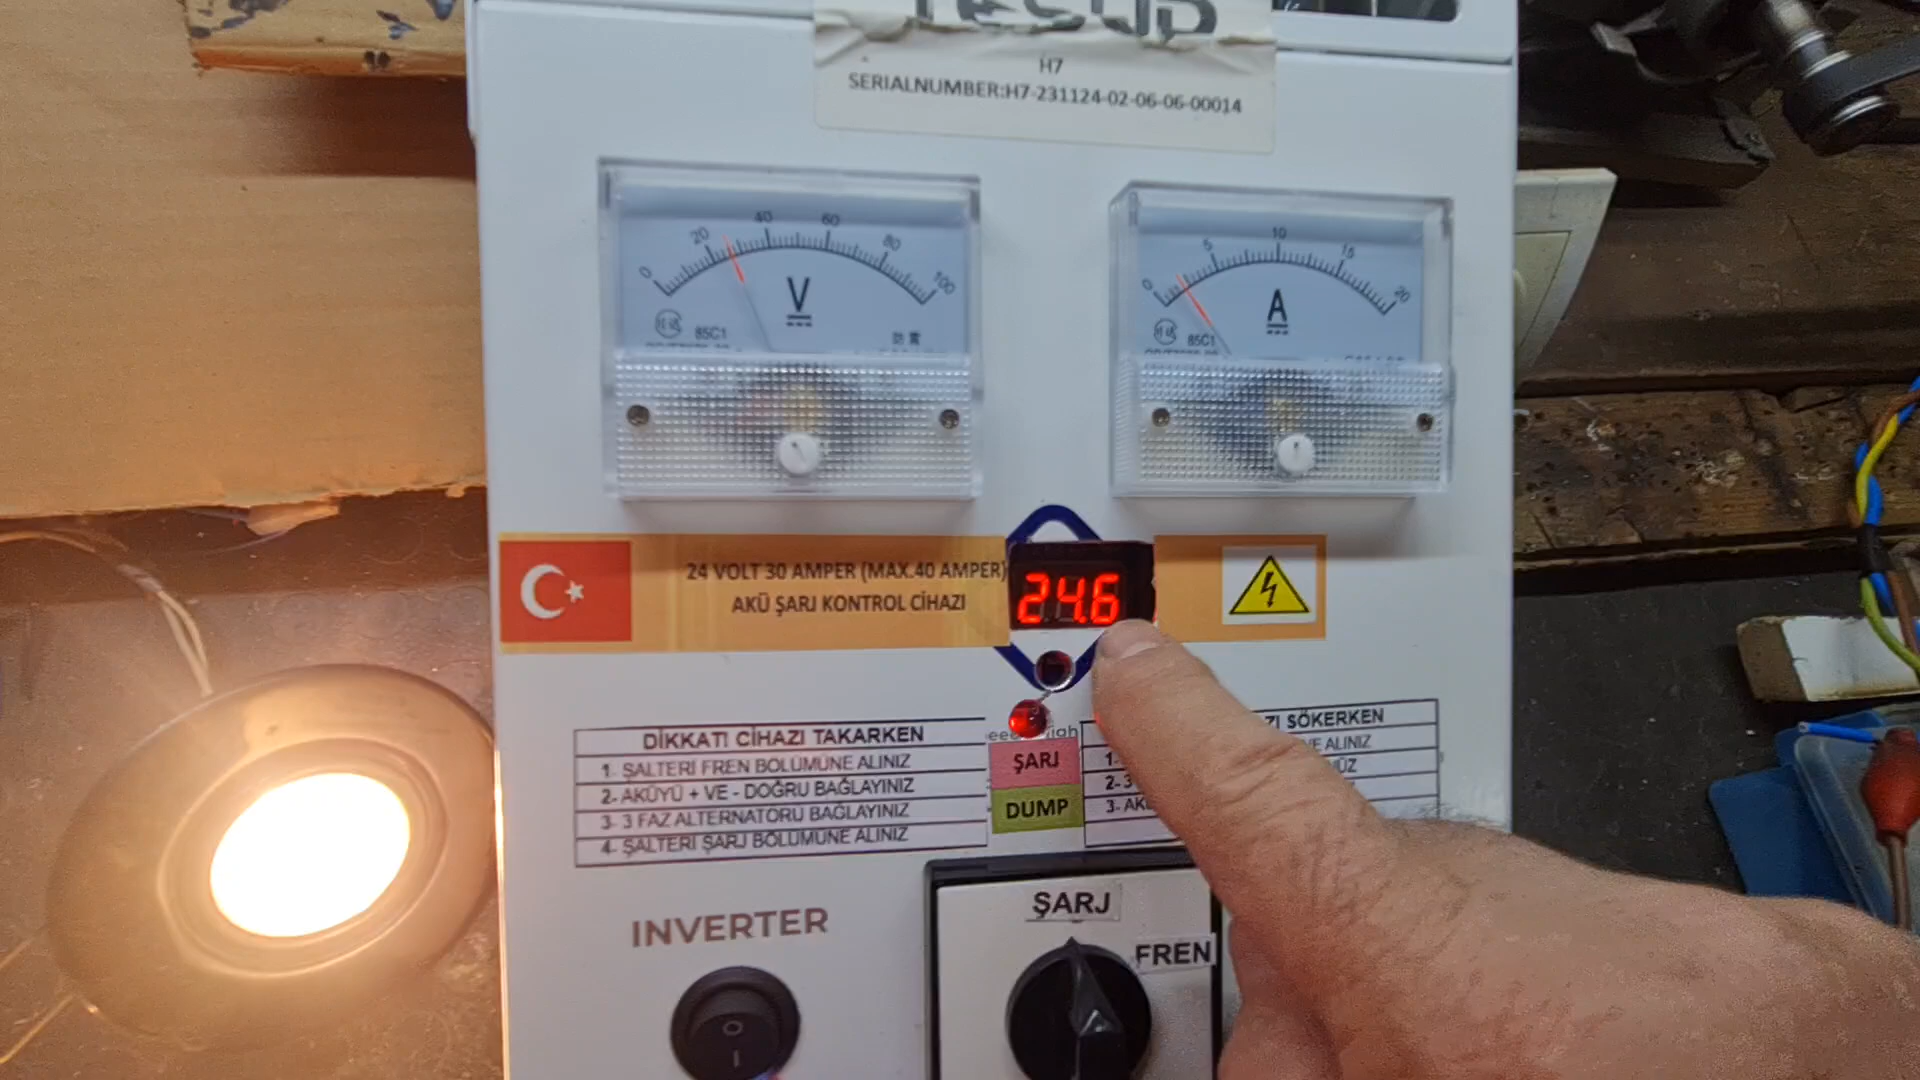 H7
SERIALNUMBER:H7-231124-02-06-06-00014
0 20 40 60 80 100
V
85C1
0 5 10 15 20
A
85C1
24 VOLT 30 AMPER (MAX.40 AMPER)
AKÜ ŞARJ KONTROL CİHAZI
24.6
DİKKAT! CİHAZI TAKARKEN
1- ŞALTERİ FREN BÖLÜMÜNE ALINIZ
2- AKÜYÜ + VE - DOĞRU BAĞLAYINIZ
3- 3 FAZ ALTERNATÖRÜ BAĞLAYINIZ
4- ŞALTERİ ŞARJ BÖLÜMÜNE ALINIZ
ŞARJ
DUMP
SÖKERKEN
ALINIZ
1-
2-
3-
INVERTER
ŞARJ
FREN